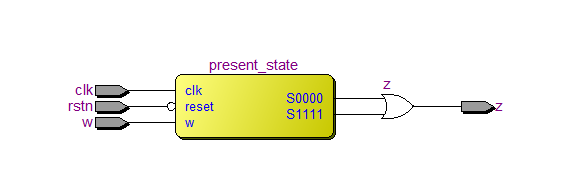 present_state
clk
rstn
w
clk
reset
w
S0000
S1111
z
z